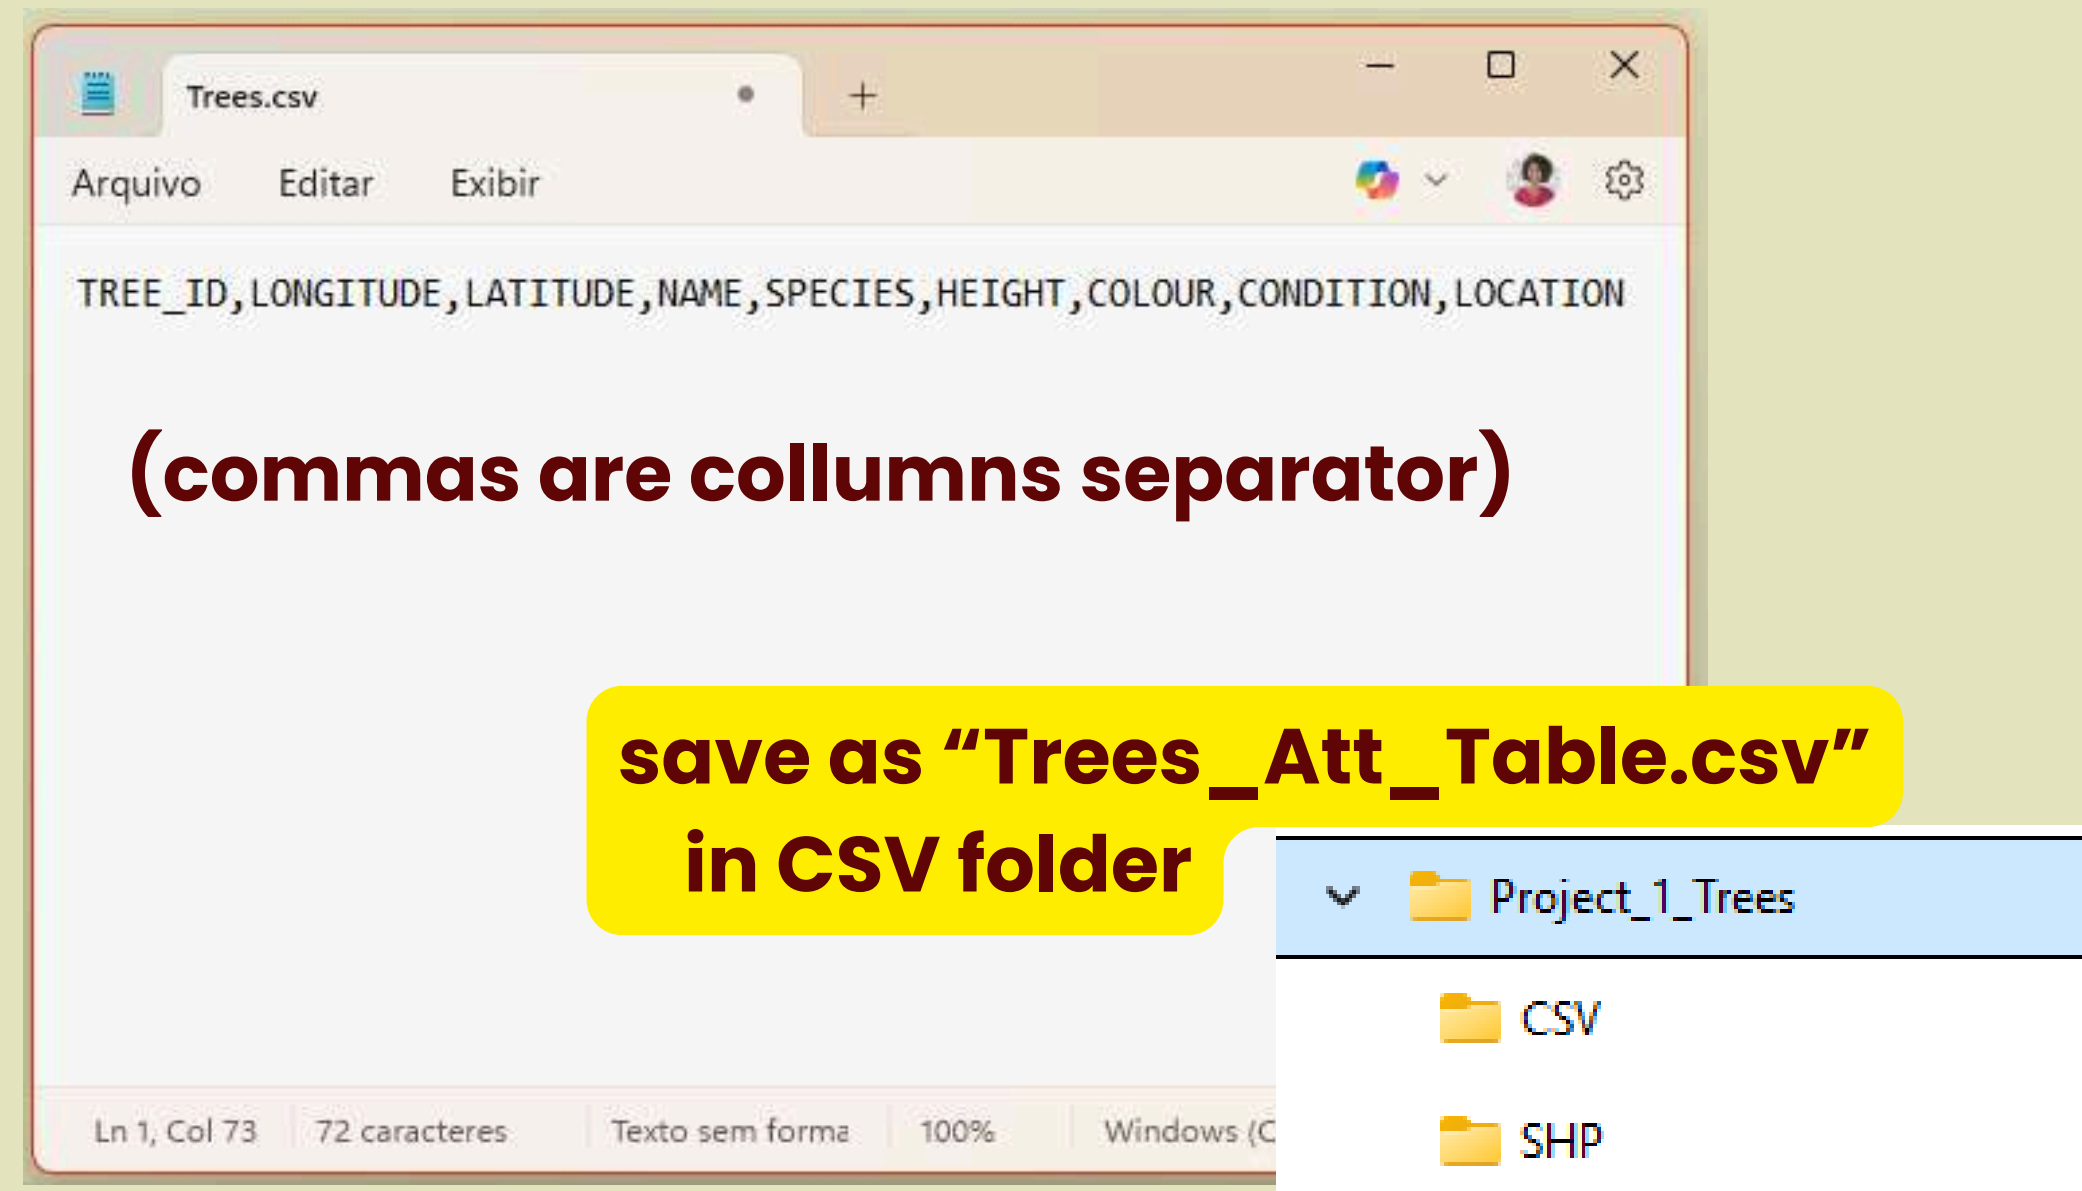 Trees.csv
Arquivo Editar Exibir
TREE_ID,LONGITUDE,LATITUDE,NAME,SPECIES,HEIGHT,COLOUR,CONDITION,LOCATION
(commas are collumns separator)
save as “Trees_Att_Table.csv”
in CSV folder
Project_1_Trees
CSV
SHP
Ln 1, Col 73 72 caracteres Texto sem forma 100% Windows (C